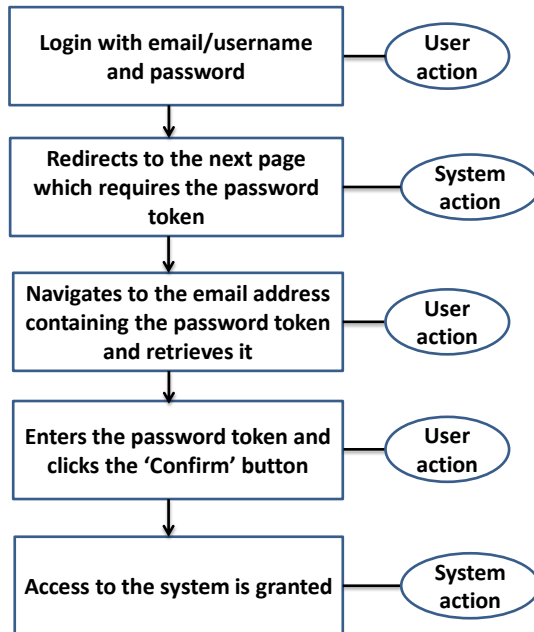 Login with email/username
and password
User
action
Redirects to the next page
which requires the password
token
System
action
Navigates to the email address
containing the password token
and retrieves it
User
action
Enters the password token and
clicks the ‘Confirm’ button
User
action
Access to the system is granted
System
action